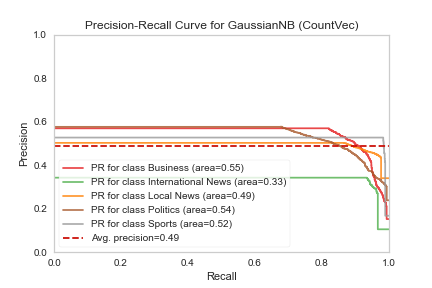 Precision-Recall Curve for GaussianNB (CountVec)
1.0
0.8
0.6
0.4
0.2
0.0
Precision
PR for class Business (area=0.55)
PR for class International News (area=0.33)
PR for class Local News (area=0.49)
PR for class Politics (area=0.54)
PR for class Sports (area=0.52)
Avg. precision=0.49
0.0 0.2 0.4 0.6 0.8 1.0
Recall